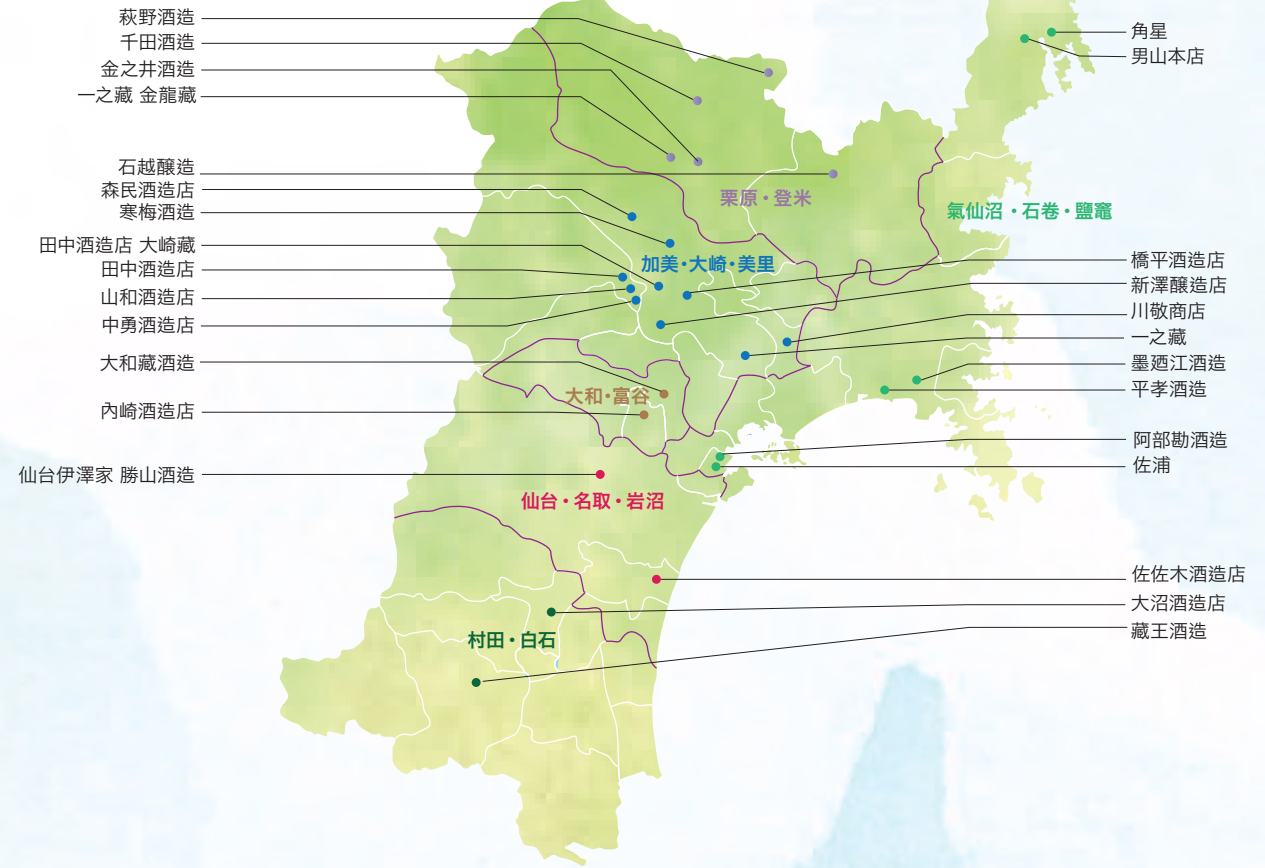 萩野酒造
千田酒造
金之井酒造
一之藏 金龍藏
石越醸造
森民酒造店
寒梅酒造
田中酒造店 大崎藏
田中酒造店
山和酒造店
中勇酒造店
大和藏酒造
內崎酒造店
仙台伊澤家 勝山酒造
栗原・登米
加美・大崎・美里
大和・富谷
仙台・名取・岩沼
村田・白石
氣仙沼・石卷・鹽竈
角星
男山本店
橋平酒造店
新澤醸造店
川敬商店
一之藏
墨廼江酒造
平孝酒造
阿部勘酒造
佐浦
佐佐木酒造店
大沼酒造店
藏王酒造